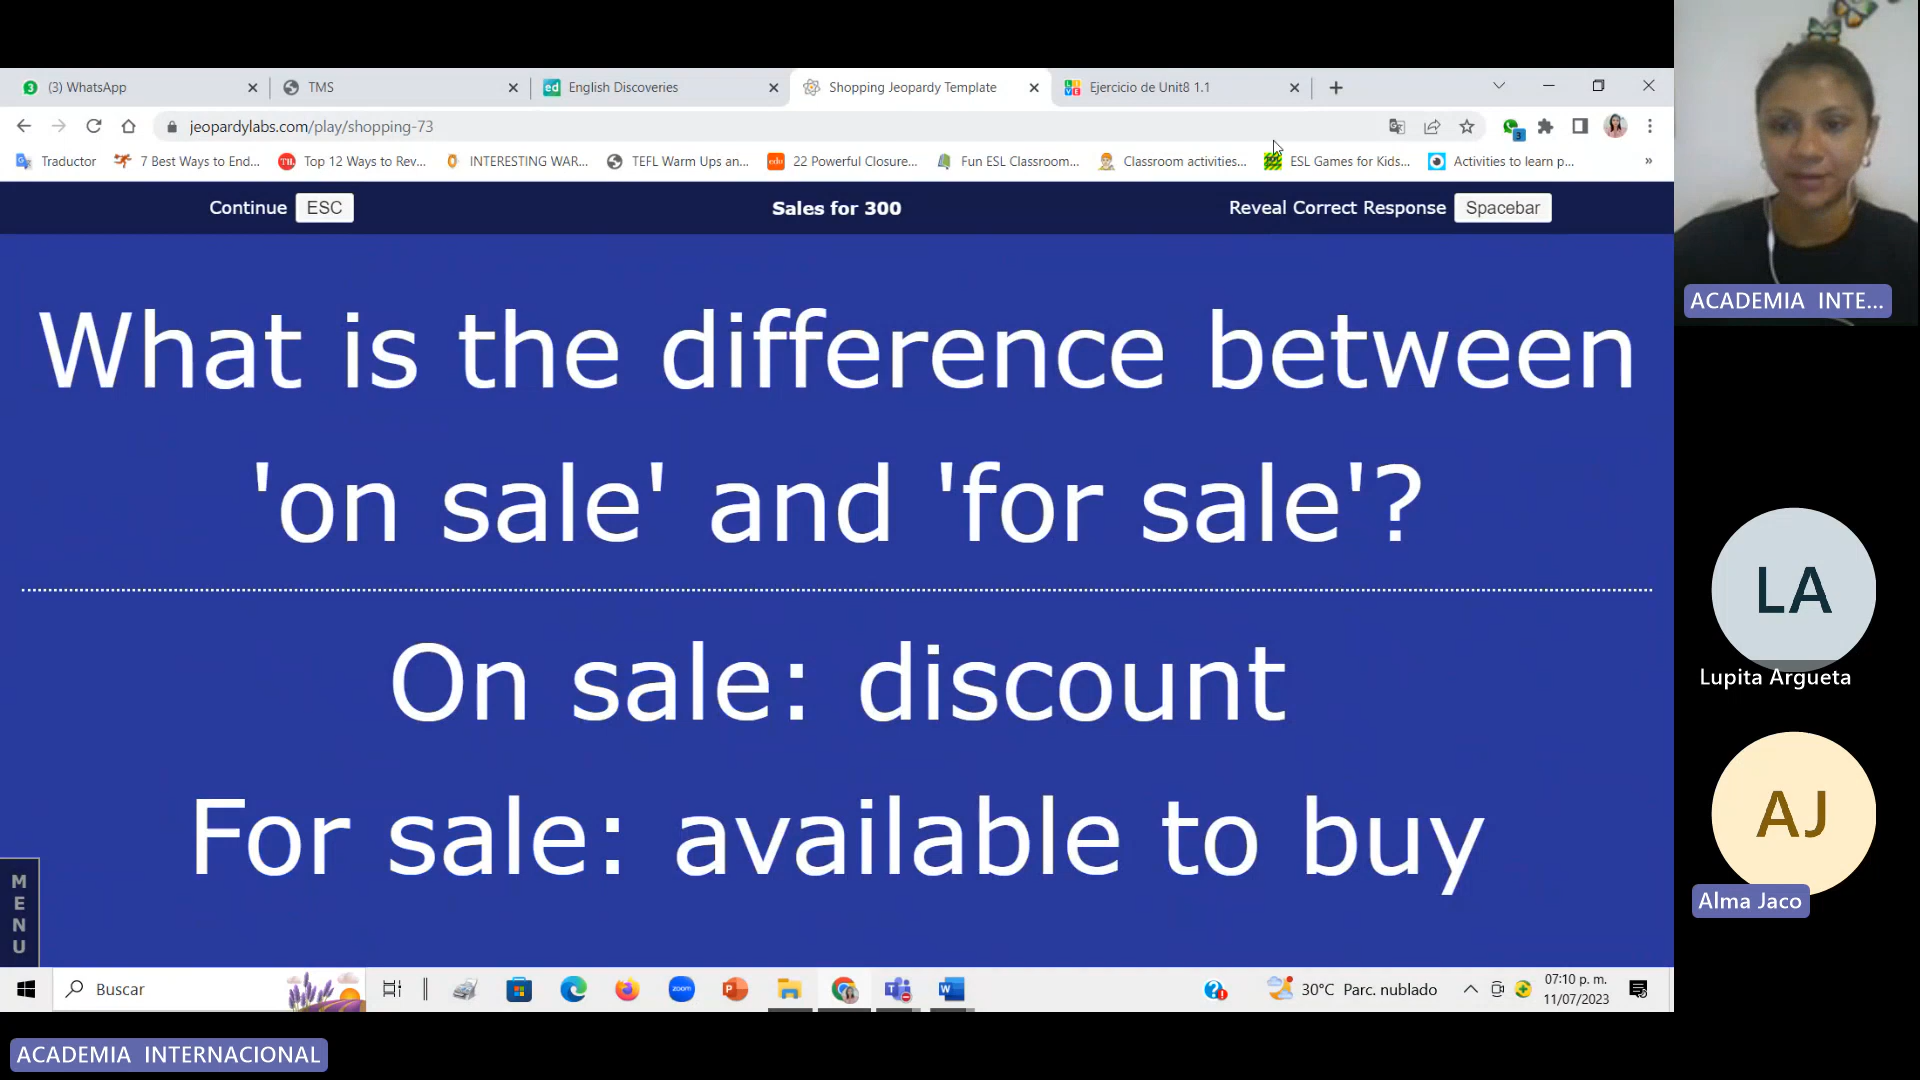 (3) WhatsApp
TMS
English Discoveries
Shopping Jeopardy Template
Ejercicio de Unit8 1.1
jeopardylabs.com/play/shopping-73
Traductor
7 Best Ways to End...
Top 12 Ways to Rev...
INTERESTING WAR...
TEFL Warm Ups an...
22 Powerful Closure...
Fun ESL Classroom...
Classroom activities...
ESL Games for Kids...
Activities to learn p...
Continue ESC
Sales for 300
Reveal Correct Response Spacebar
What is the difference between
'on sale' and 'for sale'?
On sale: discount
For sale: available to buy
MENU
ACADEMIA INTE...
LA
Lupita Argueta
AJ
Alma Jaco
Buscar
30°C Parc. nublado
07:10 p. m.
11/07/2023
ACADEMIA INTERNACIONAL